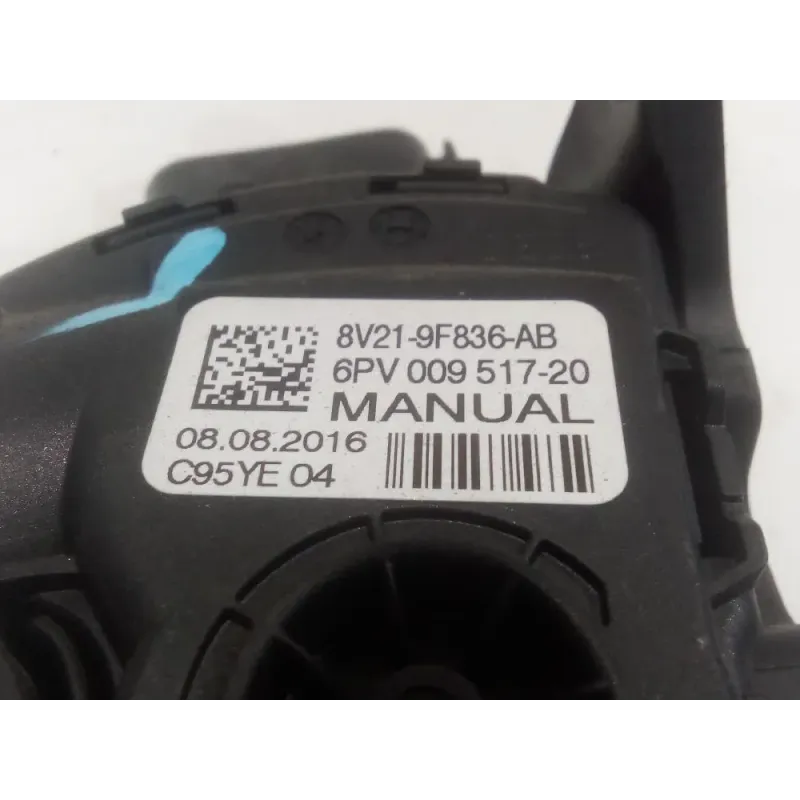 8V21-9F836-AB
6PV 009 517-20
MANUAL
08.08.2016
C95YE 04